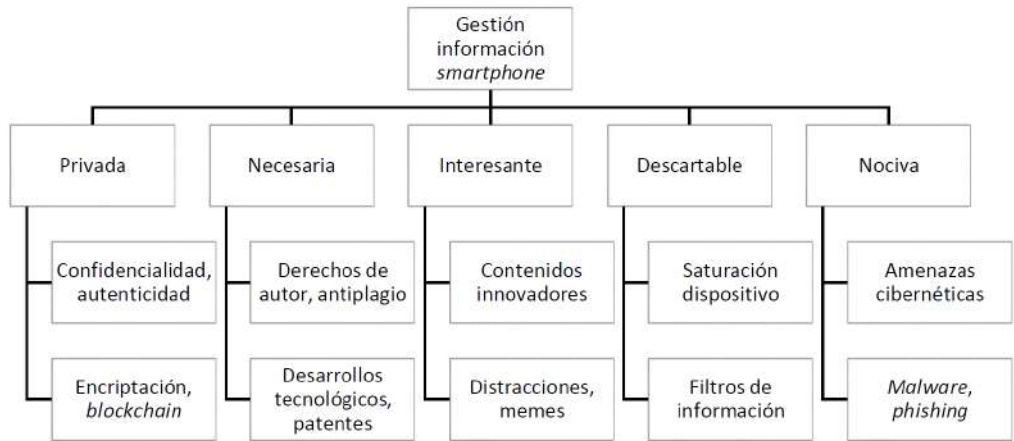 Gestión
información
smartphone
Privada
Necesaria
Interesante
Descartable
Nociva
Confidencialidad,
autenticidad
Derechos de
autor, antiplagio
Contenidos
innovadores
Saturación
dispositivo
Amenazas
cibernéticas
Encriptación,
blockchain
Desarrollos
tecnológicos,
patentes
Distracciones,
memes
Filtros de
información
Malware,
phishing